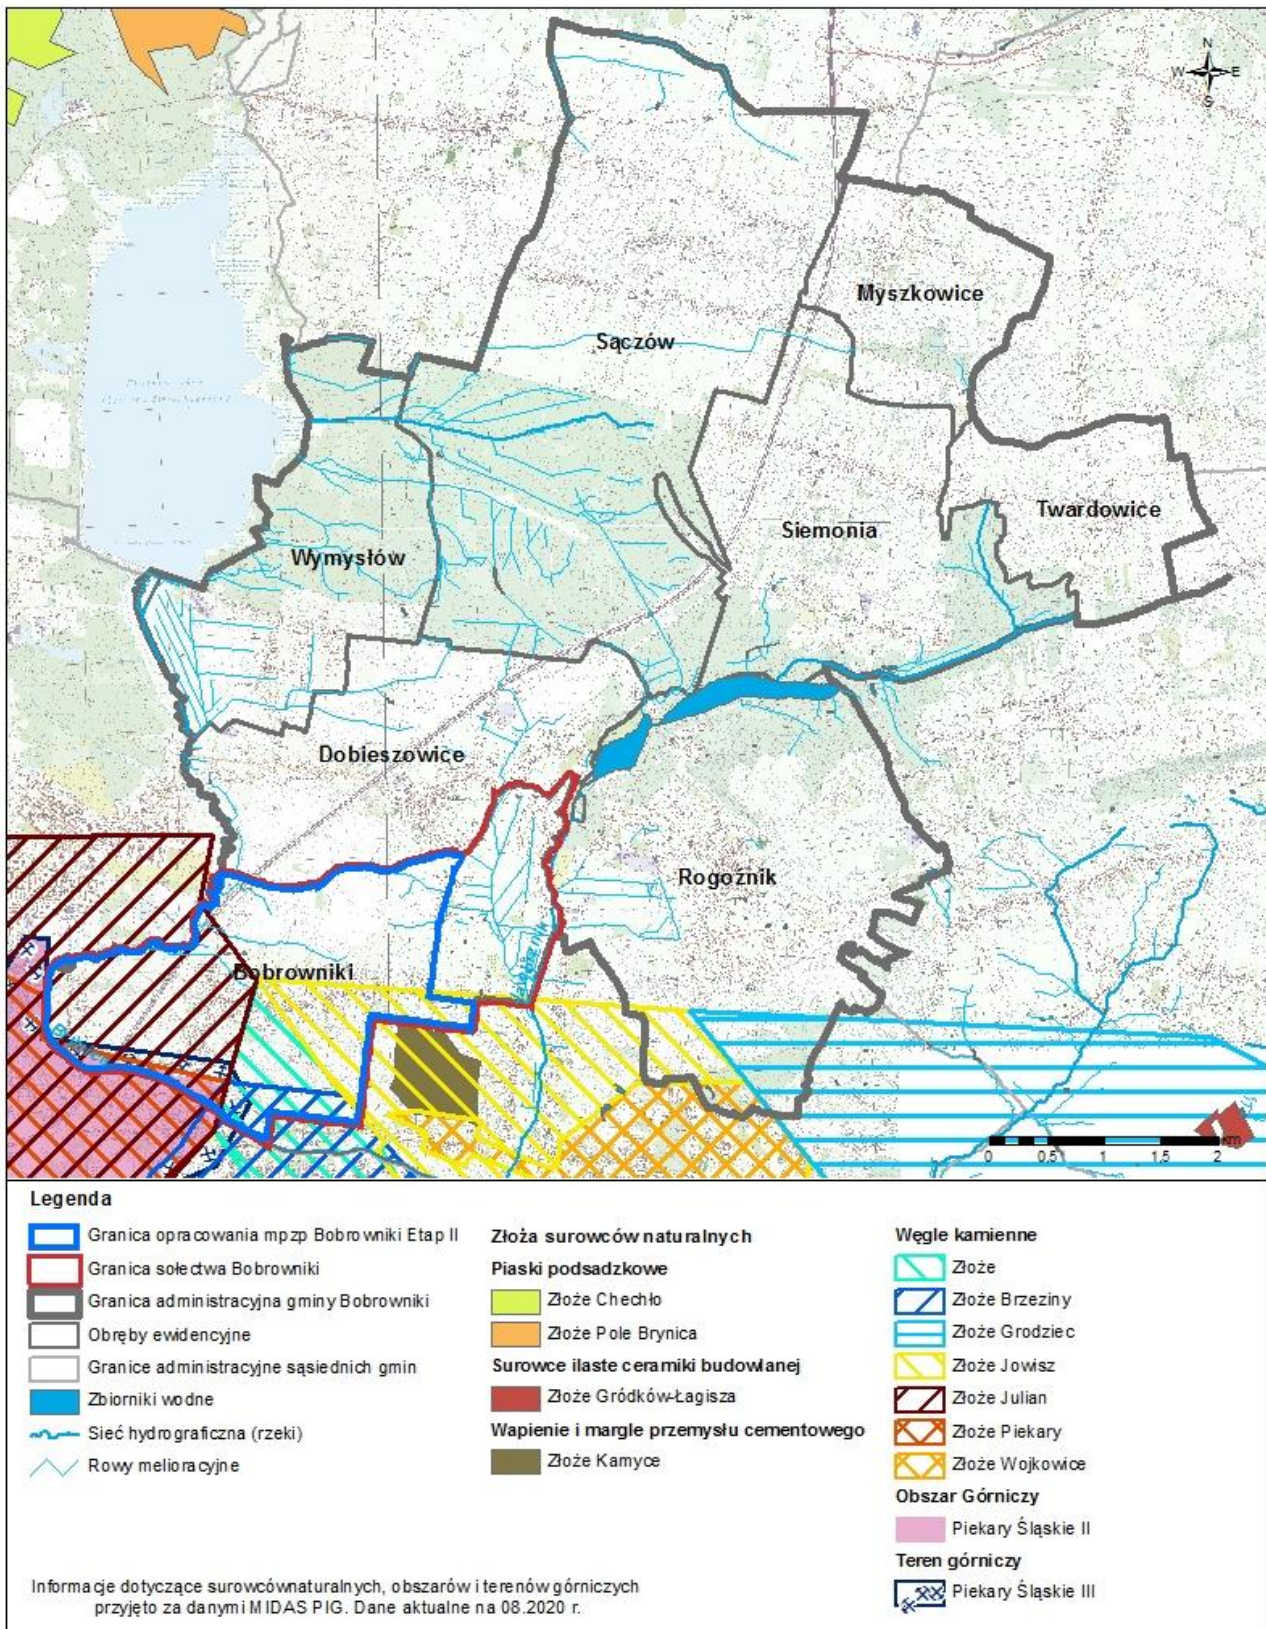 N
W E
S
Myszkowice
Sączów
Twardowice
Siemonia
Wymysłów
Dobieszowice
Rogoźnik
Bobrowniki
km
0 0,5 1 1,5 2
Legenda
Granica opracowania mpzp Bobrowniki Etap II
Granica sołectwa Bobrowniki
Granica administracyjna gminy Bobrowniki
Obręby ewidencyjne
Granice administracyjne sąsiednich gmin
Zbiorniki wodne
Sieć hydrograficzna (rzeki)
Rowy melioracyjne
Złoża surowców naturalnych
Piaski podsadzkowe
Złoże Chechło
Złoże Pole Brynica
Surowce ilaste ceramiki budowlanej
Złoże Gródków-Łagisza
Wapienie i margle przemysłu cementowego
Złoże Kamyce
Węgle kamienne
Złoże
Złoże Brzeziny
Złoże Grodziec
Złoże Jowisz
Złoże Julian
Złoże Piekary
Złoże Wojkowice
Obszar Górniczy
Piekary Śląskie II
Teren górniczy
Piekary Śląskie III
Informacje dotyczące surowcównaturalnych, obszarów i terenów górniczych
przyjęto za danymi MIDAS PIG. Dane aktualne na 08.2020 r.